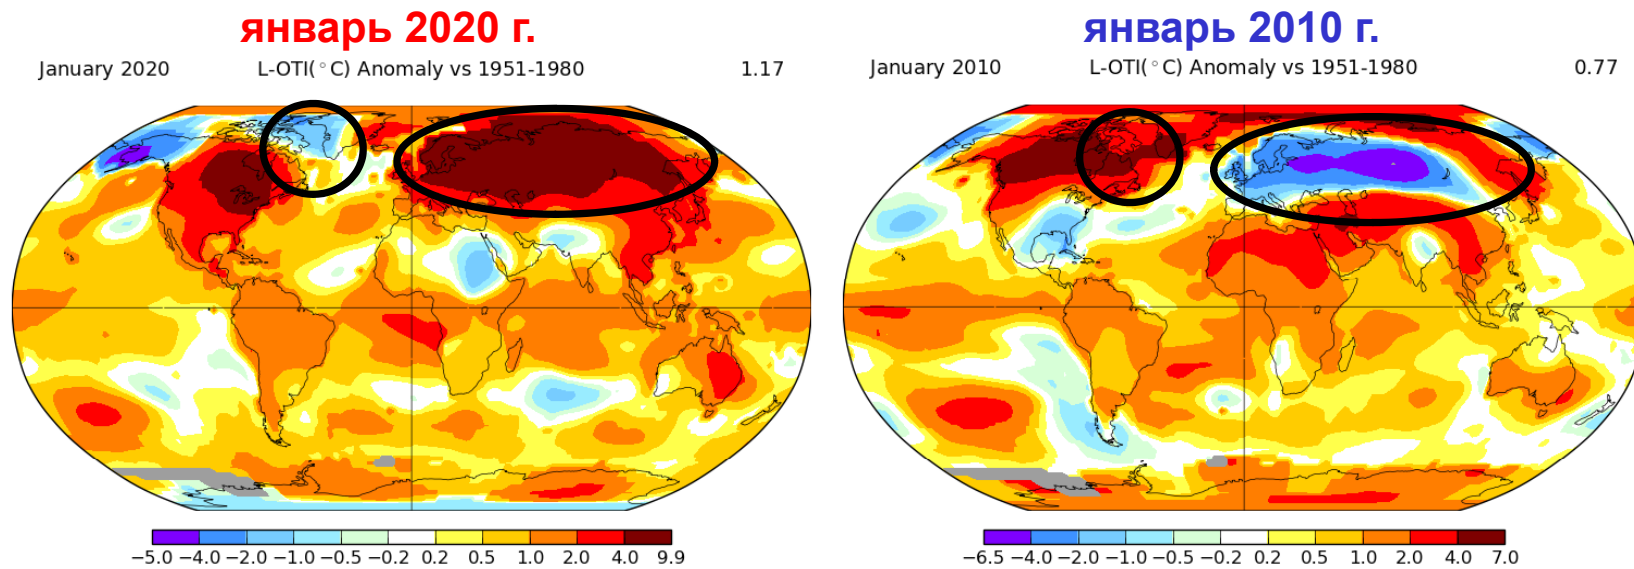 январь 2020 г.
January 2020 L-OTI(°C) Anomaly vs 1951-1980 1.17
−5.0 −4.0 −2.0 −1.0 −0.5 −0.2 0.2 0.5 1.0 2.0 4.0 9.9
январь 2010 г.
January 2010 L-OTI(°C) Anomaly vs 1951-1980 0.77
−6.5 −4.0 −2.0 −1.0 −0.5 −0.2 0.2 0.5 1.0 2.0 4.0 7.0